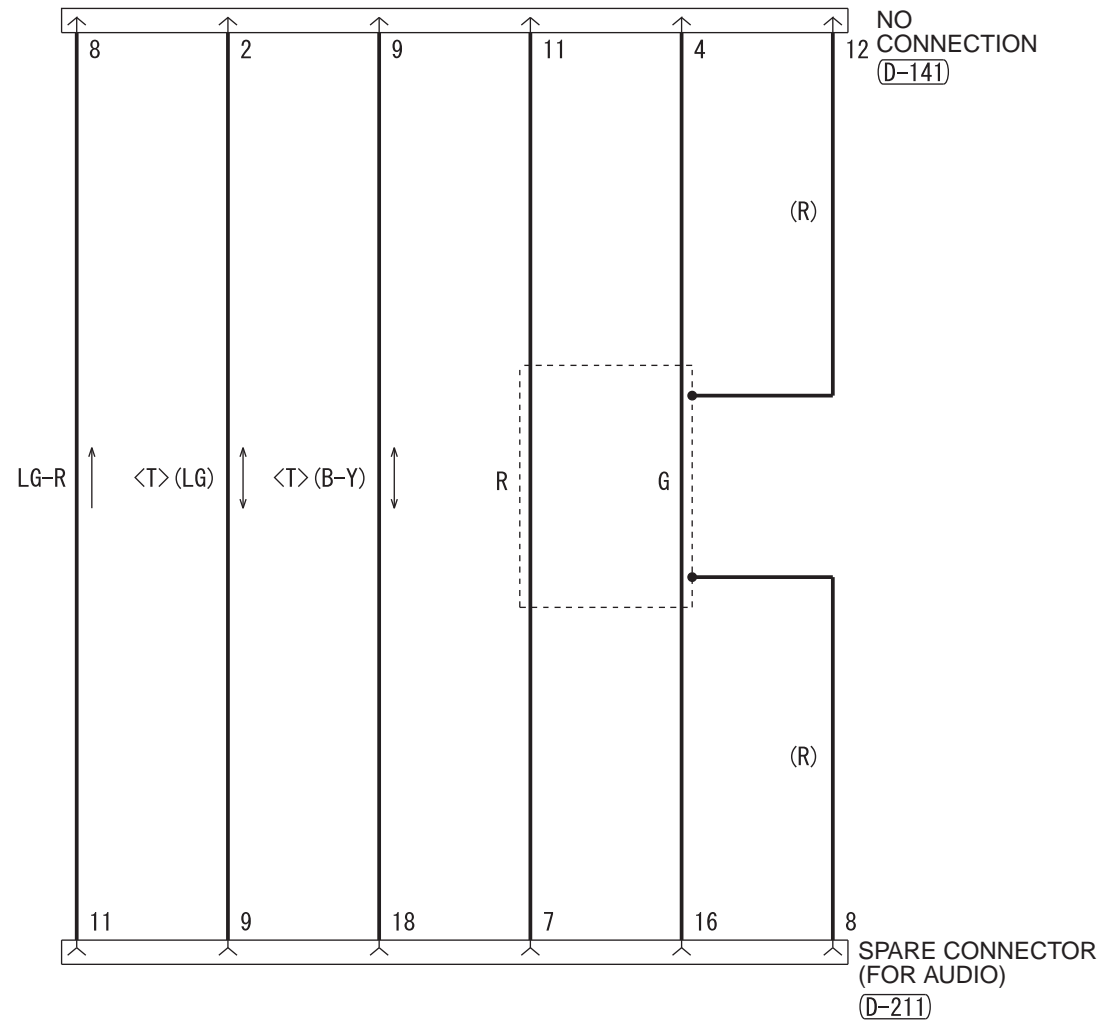 NO
CONNECTION
8 2 9 11 4 12
D-141
(R)
LG-R <T>(LG) <T>(B-Y) R G
(R)
11 9 18 7 16 8
SPARE CONNECTOR
(FOR AUDIO)
D-211